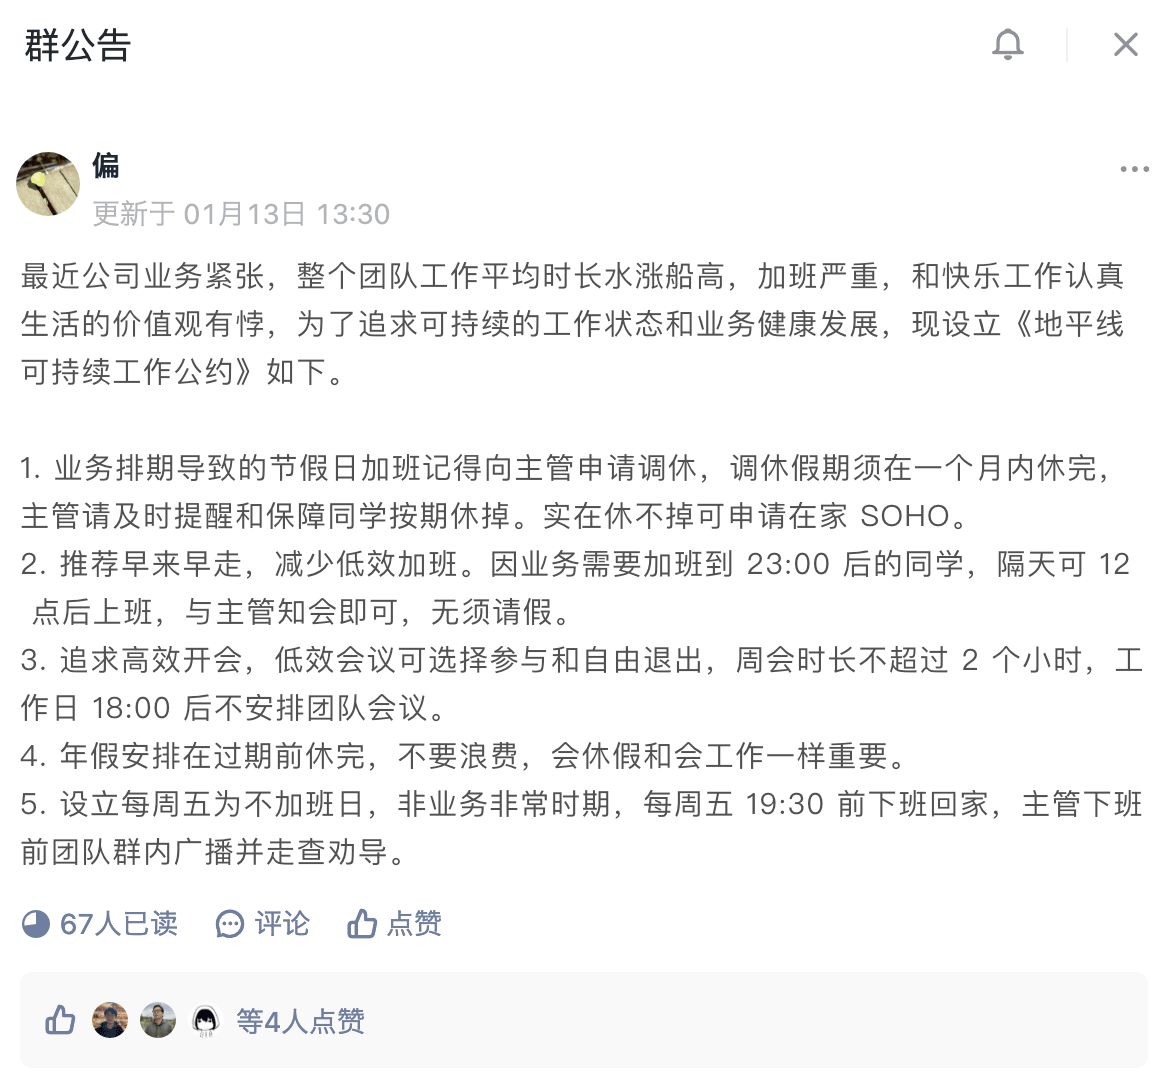 群公告
偏
更新于 01月13日 13:30
最近公司业务紧张，整个团队工作平均时长水涨船高，加班严重，和快乐工作认真
生活的价值观有悖，为了追求可持续的工作状态和业务健康发展，现设立《地平线
可持续工作公约》如下。
1. 业务排期导致的节假日加班记得向主管申请调休，调休假期须在一个月内休完，
主管请及时提醒和保障同学按期休掉。实在休不掉可申请在家 SOHO。
2. 推荐早来早走，减少低效加班。因业务需要加班到 23:00 后的同学，隔天可 12
点后上班，与主管知会即可，无须请假。
3. 追求高效开会，低效会议可选择参与和自由退出，周会时长不超过 2 个小时，工
作日 18:00 后不安排团队会议。
4. 年假安排在过期前休完，不要浪费，会休假和会工作一样重要。
5. 设立每周五为不加班日，非业务非常时期，每周五 19:30 前下班回家，主管下班
前团队群内广播并走查劝导。
67人已读 评论 点赞
等4人点赞